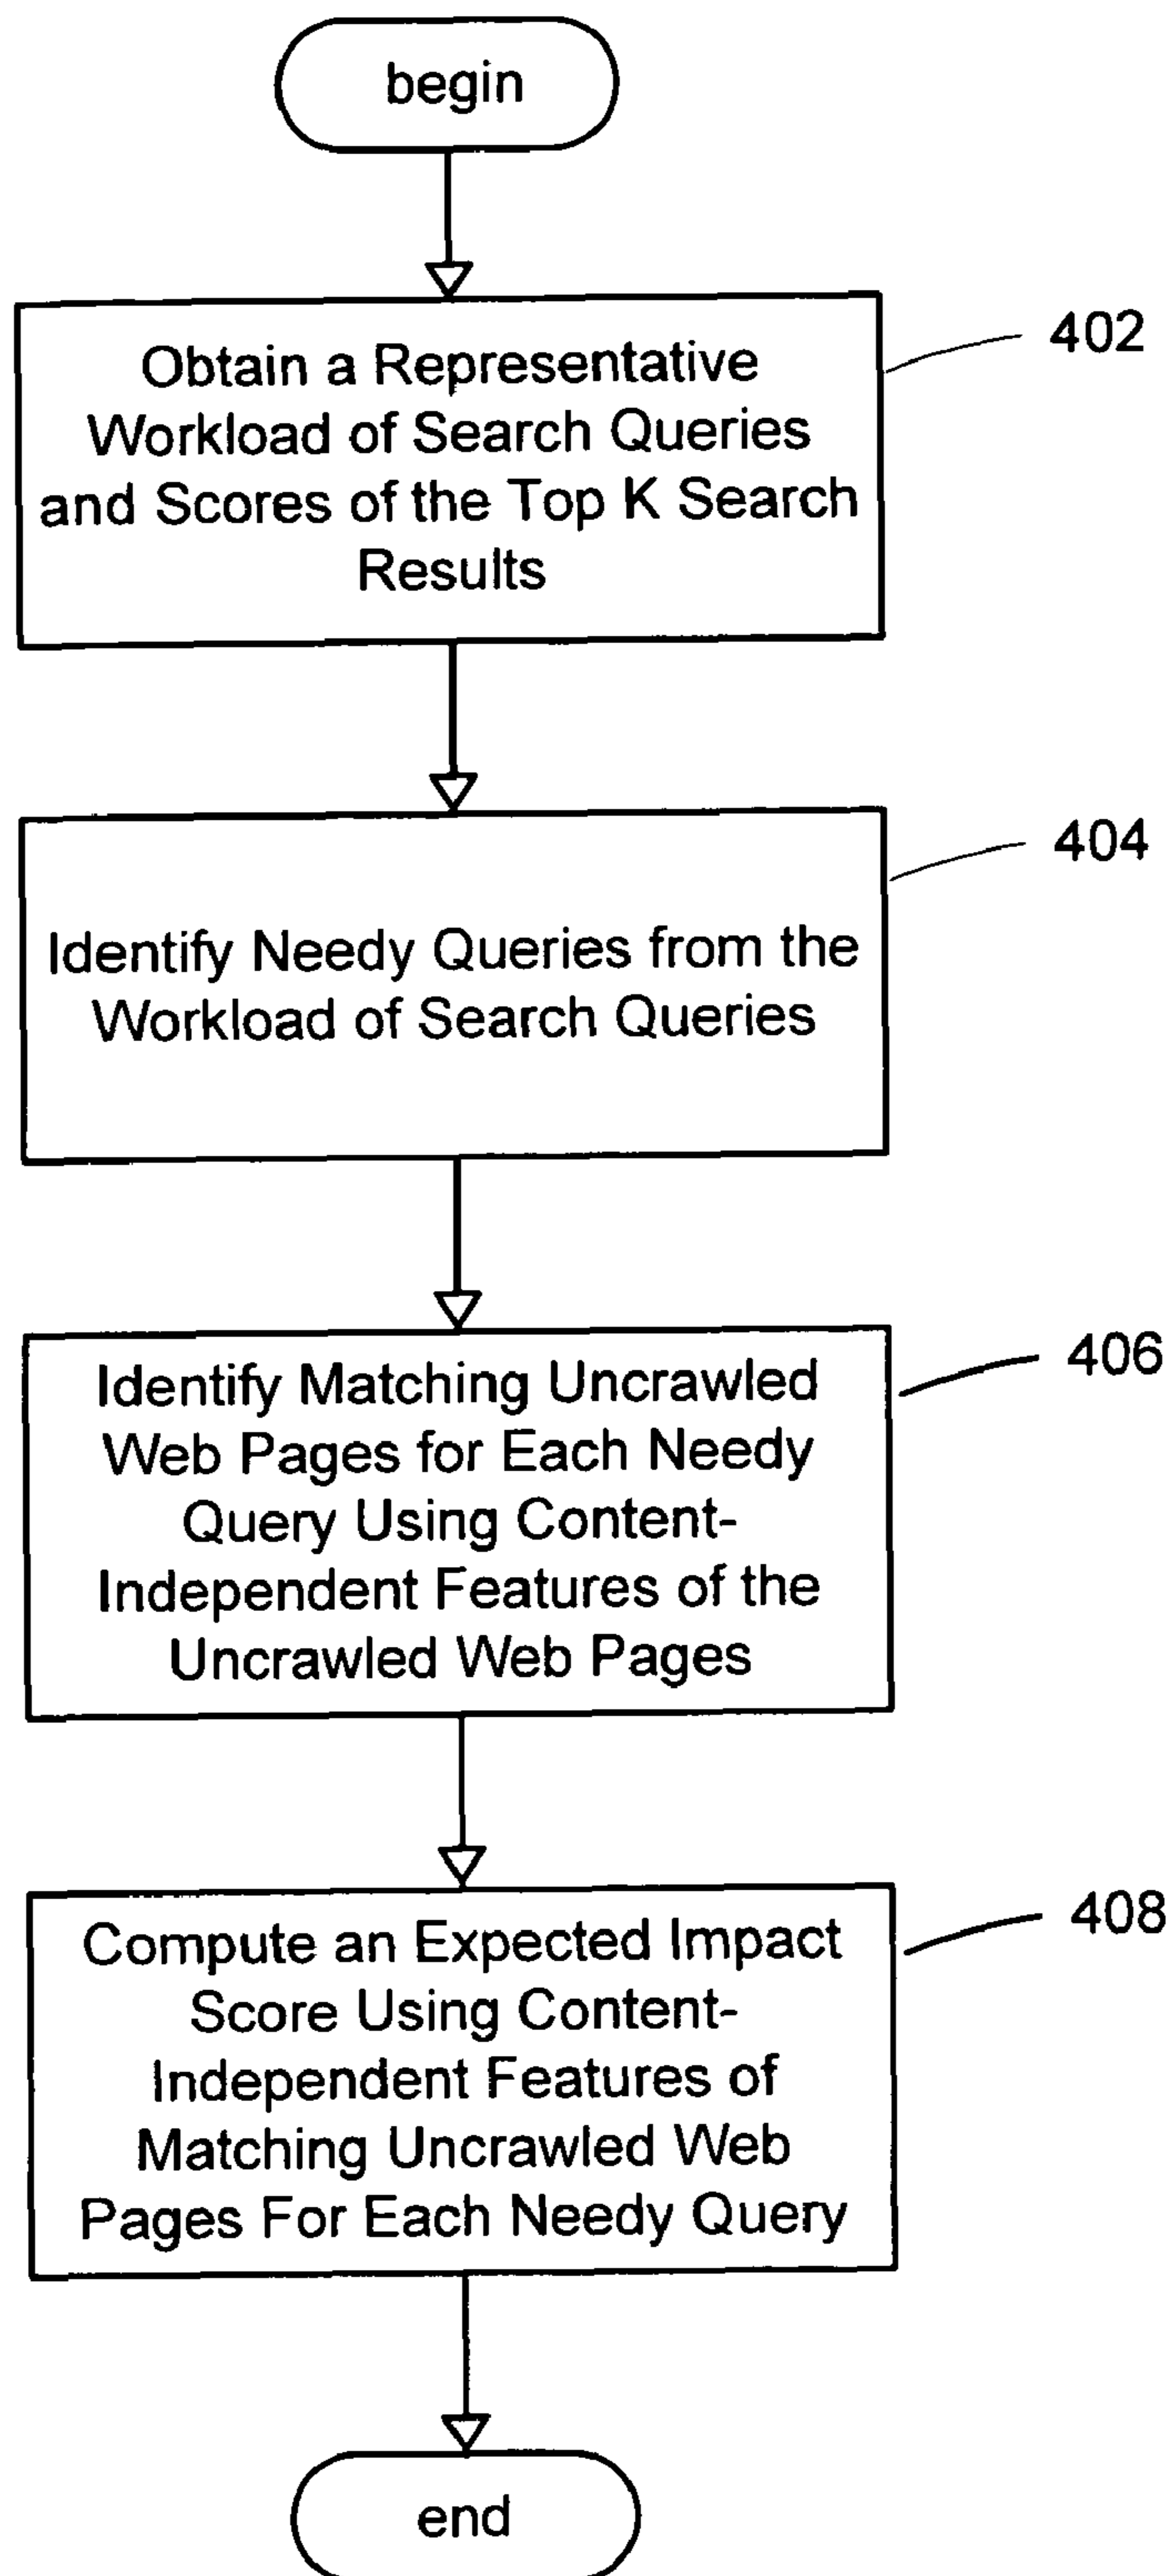 begin
Obtain a Representative
Workload of Search Queries
and Scores of the Top K Search
Results
402
Identify Needy Queries from the
Workload of Search Queries
404
Identify Matching Uncrawled
Web Pages for Each Needy
Query Using Content-
Independent Features of the
Uncrawled Web Pages
406
Compute an Expected Impact
Score Using Content-
Independent Features of
Matching Uncrawled Web
Pages For Each Needy Query
408
end